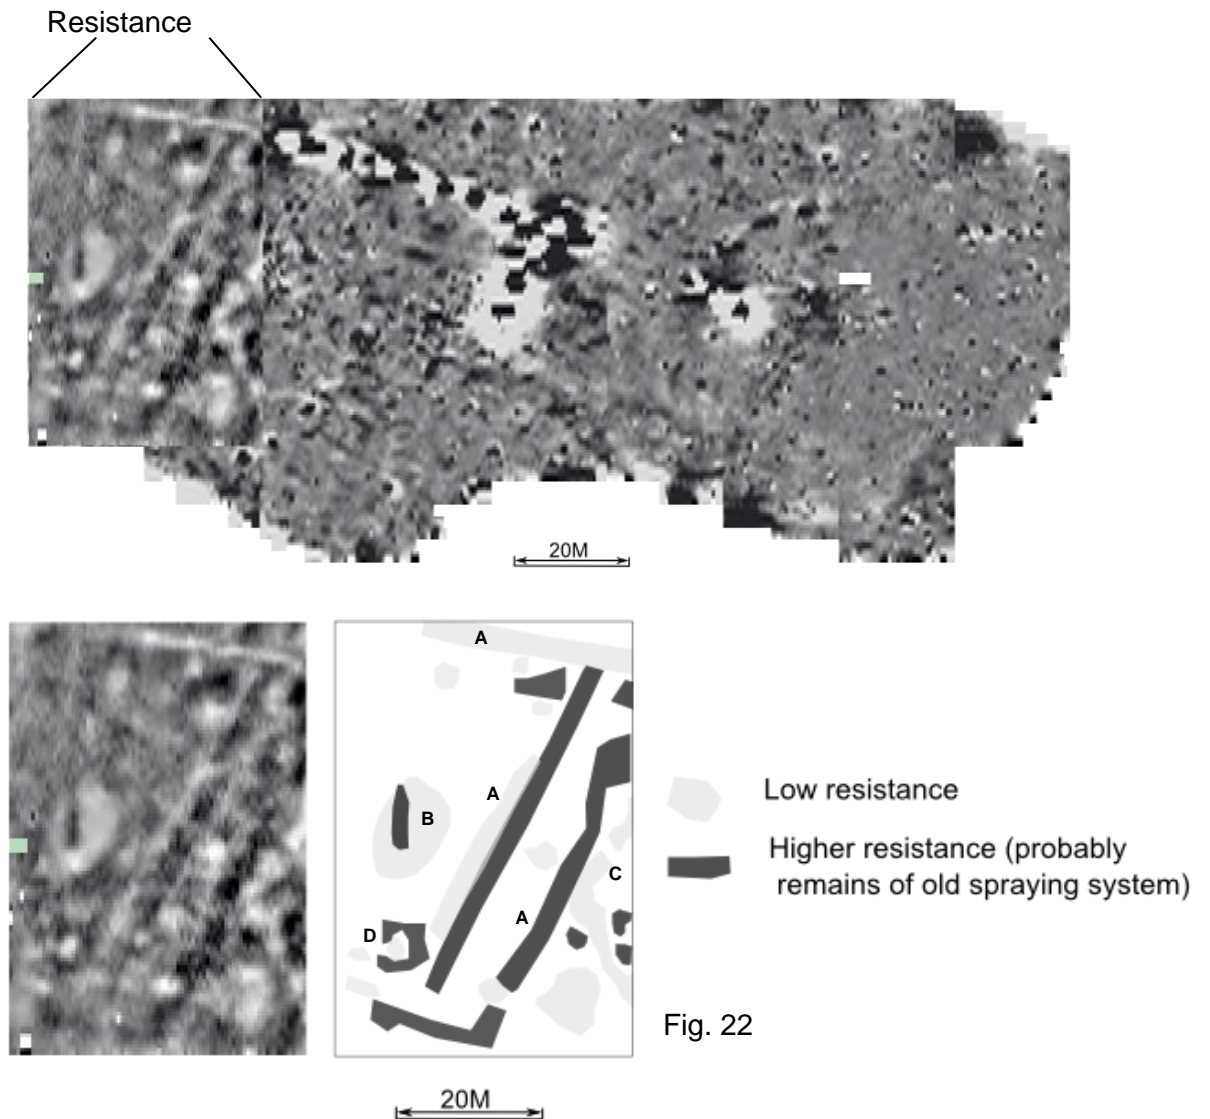 Resistance
20M
A
A
B
C
A
D
Low resistance
Higher resistance (probably
remains of old spraying system)
Fig. 22
20M